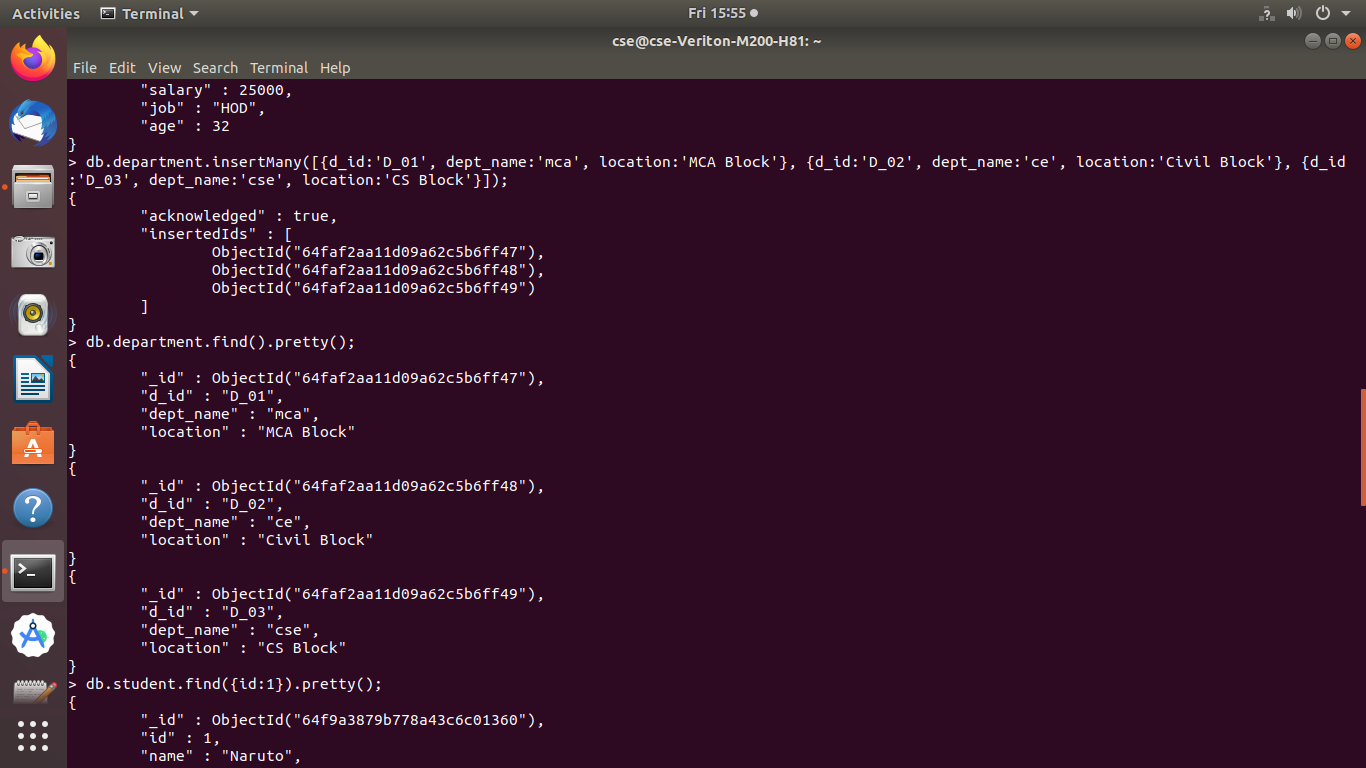 Activities Terminal Fri 15:55
cse@cse-Veriton-M200-H81: ~
File Edit View Search Terminal Help
"salary" : 25000,
"job" : "HOD",
"age" : 32
}
> db.department.insertMany([{d_id:'D_01', dept_name:'mca', location:'MCA Block'}, {d_id:'D_02', dept_name:'ce', location:'Civil Block'}, {d_id
:'D_03', dept_name:'cse', location:'CS Block'}]);
{
"acknowledged" : true,
"insertedIds" : [
ObjectId("64faf2aa11d09a62c5b6ff47"),
ObjectId("64faf2aa11d09a62c5b6ff48"),
ObjectId("64faf2aa11d09a62c5b6ff49")
]
}
> db.department.find().pretty();
{
"_id" : ObjectId("64faf2aa11d09a62c5b6ff47"),
"d_id" : "D_01",
"dept_name" : "mca",
"location" : "MCA Block"
}
{
"_id" : ObjectId("64faf2aa11d09a62c5b6ff48"),
"d_id" : "D_02",
"dept_name" : "ce",
"location" : "Civil Block"
}
{
"_id" : ObjectId("64faf2aa11d09a62c5b6ff49"),
"d_id" : "D_03",
"dept_name" : "cse",
"location" : "CS Block"
}
> db.student.find({id:1}).pretty();
{
"_id" : ObjectId("64f9a3879b778a43c6c01360"),
"id" : 1,
"name" : "Naruto",